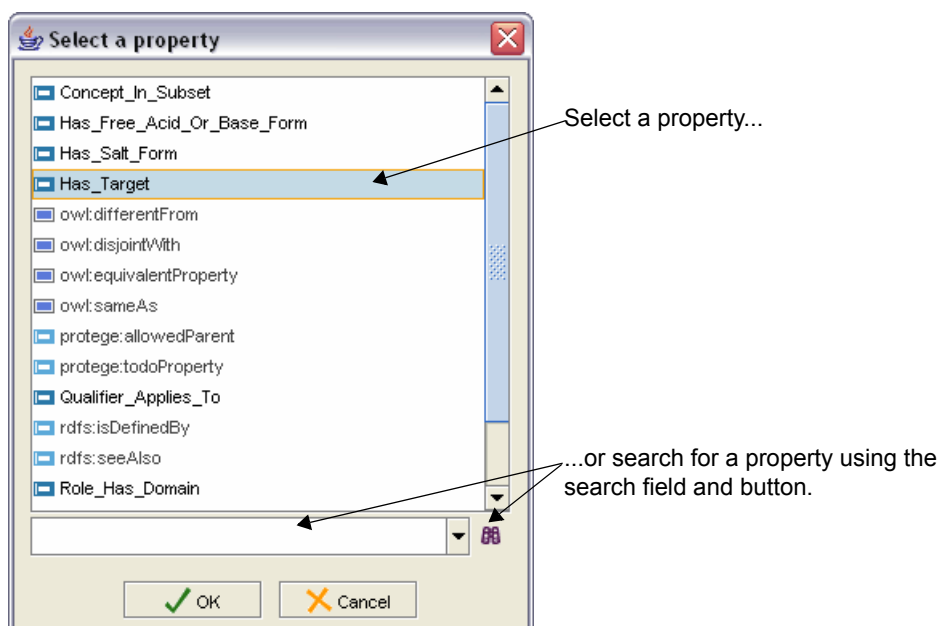 Select a property
Concept_In_Subset
Has_Free_Acid_Or_Base_Form
Has_Salt_Form
Has_Target
owl:differentFrom
owl:disjointWith
owl:equivalentProperty
owl:sameAs
protege:allowedParent
protege:todoProperty
Qualifier_Applies_To
rdfs:isDefinedBy
rdfs:seeAlso
Role_Has_Domain
OK
Cancel
Select a property...
...or search for a property using the
search field and button.